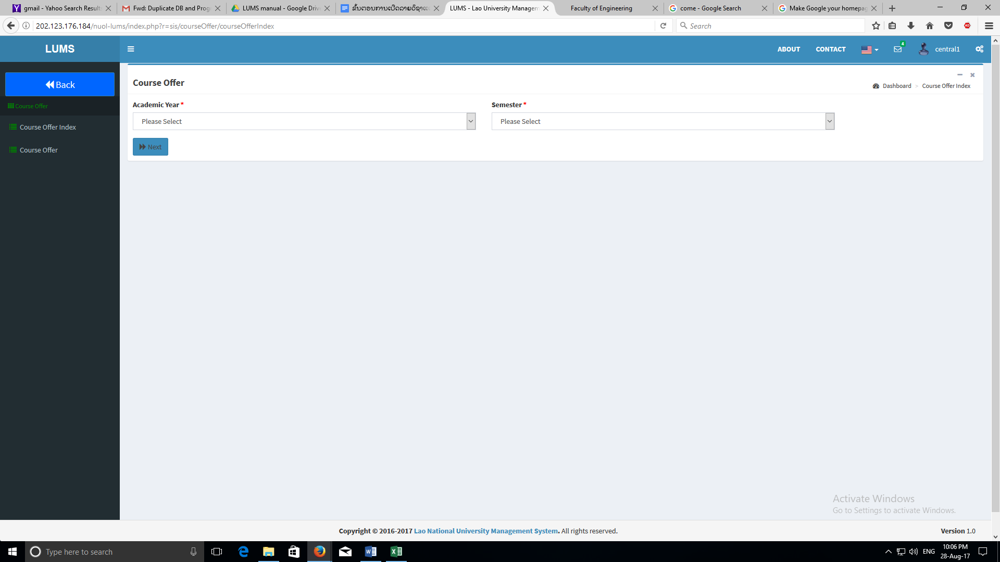 gmail - Yahoo Search Result
Fwd: Duplicate DB and Prog
LUMS manual - Google Driv
ຂັ້ນຕອນການເປີດລາຍວິຊາແ
LUMS - Lao University Managem
Faculty of Engineering
come - Google Search
Make Google your homepag
202.123.176.184/nuol-lums/index.php?r=sis/courseOffer/courseOfferIndex
Search
LUMS
ABOUT
CONTACT
4
central1
Back
Course Offer
Course Offer Index
Course Offer
Course Offer
Dashboard > Course Offer Index
Academic Year *
Semester *
Please Select
Please Select
Next
Activate Windows
Go to Settings to activate Windows.
Copyright © 2016-2017 Lao National University Management System. All rights reserved.
Version 1.0
Type here to search
ENG
10:06 PM
28-Aug-17